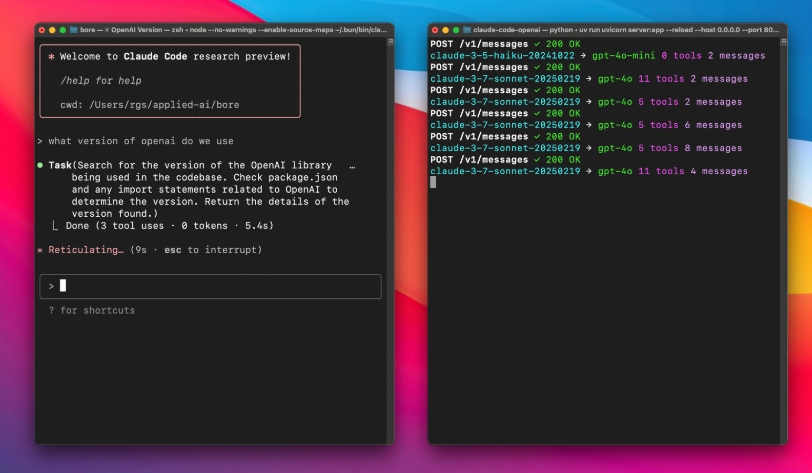 bore — ✕ OpenAI Version — zsh ◂ node --no-warnings --enable-source-maps ~/.bun/bin/cla...
✻ Welcome to Claude Code research preview!
/help for help
cwd: /Users/rgs/applied-ai/bore
> what version of openai do we use
● Task(Search for the version of the OpenAI library …
being used in the codebase. Check package.json
and any import statements related to OpenAI to
determine the version. Return the details of the
version found.)
⎿ Done (3 tool uses · 0 tokens · 5.4s)
✳ Reticulating… (9s · esc to interrupt)
>
? for shortcuts
claude-code-openai — python ◂ uv run uvicorn server:app --reload --host 0.0.0.0 --port 80...
POST /v1/messages ✓ 200 OK
claude-3-5-haiku-20241022 → gpt-4o-mini 0 tools 2 messages
POST /v1/messages ✓ 200 OK
claude-3-7-sonnet-20250219 → gpt-4o 11 tools 2 messages
POST /v1/messages ✓ 200 OK
claude-3-7-sonnet-20250219 → gpt-4o 5 tools 2 messages
POST /v1/messages ✓ 200 OK
claude-3-7-sonnet-20250219 → gpt-4o 5 tools 6 messages
POST /v1/messages ✓ 200 OK
claude-3-7-sonnet-20250219 → gpt-4o 5 tools 8 messages
POST /v1/messages ✓ 200 OK
claude-3-7-sonnet-20250219 → gpt-4o 11 tools 4 messages